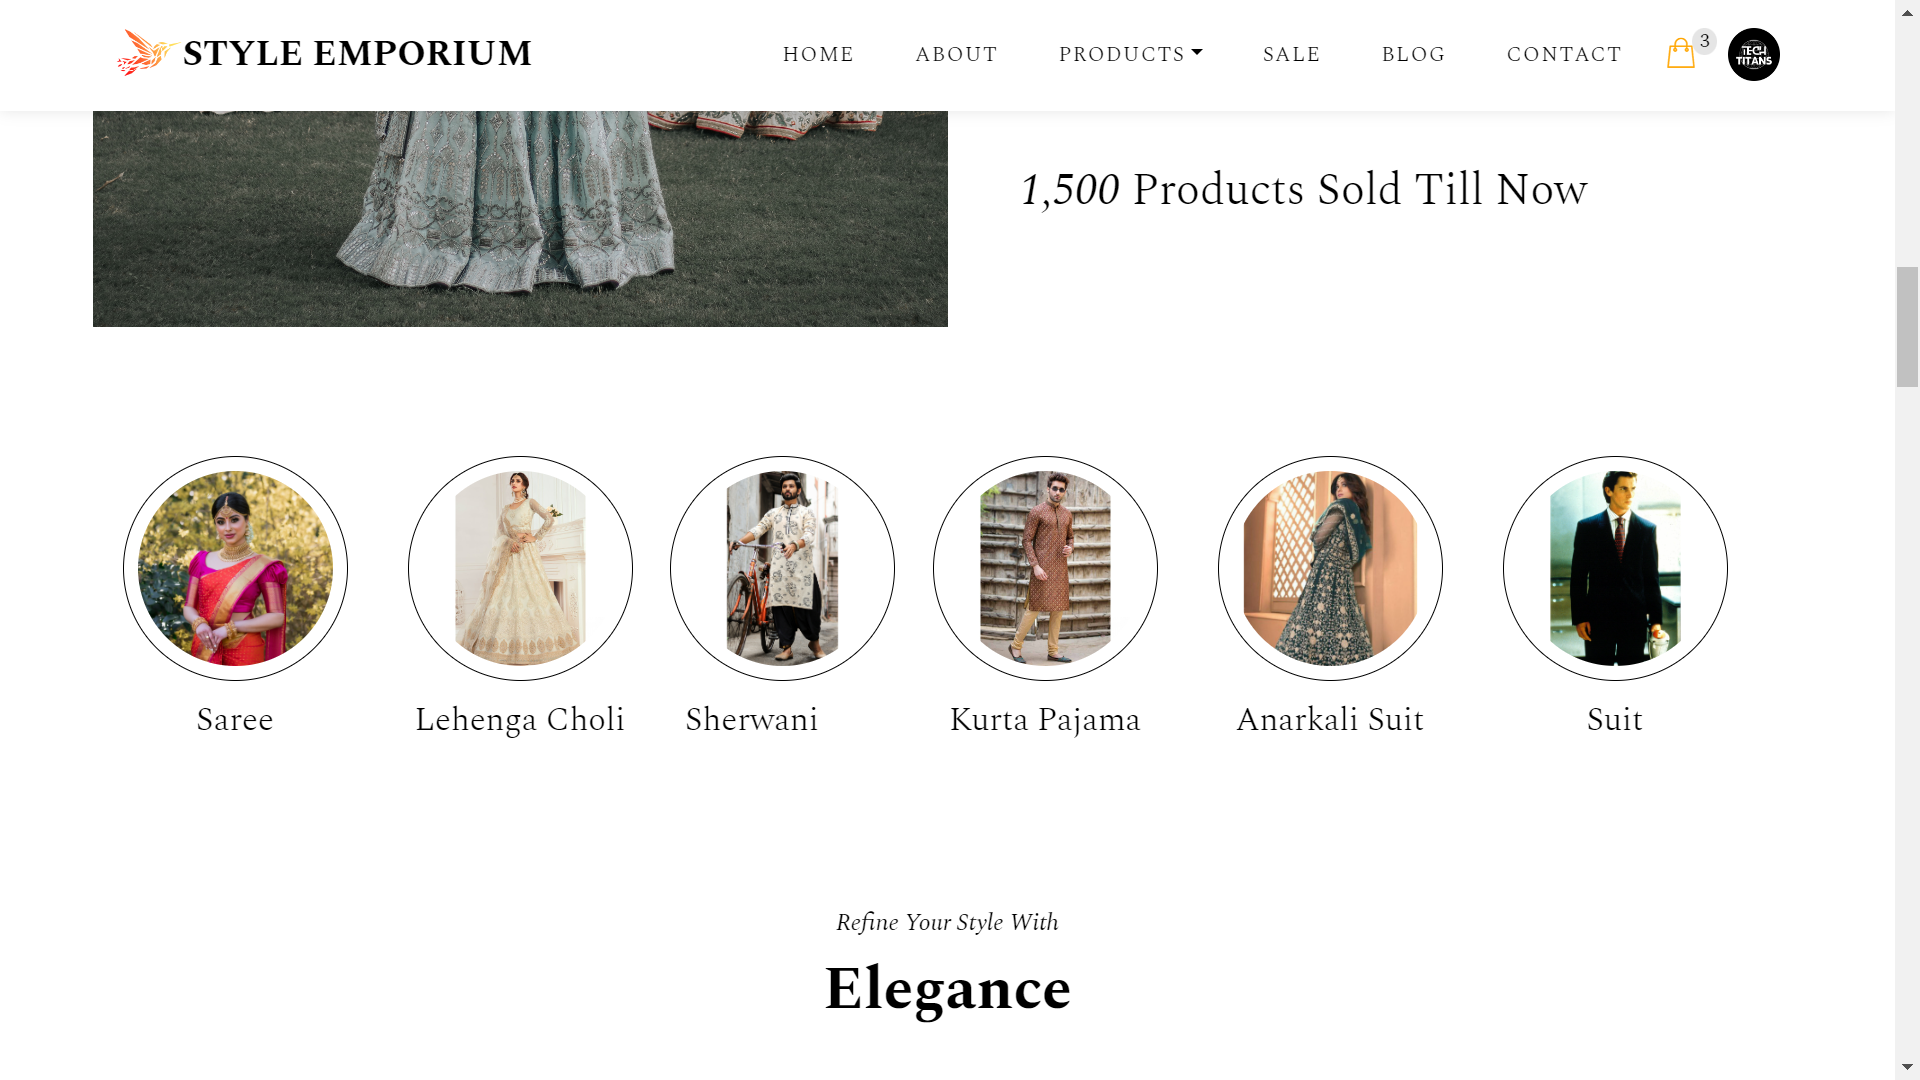 STYLE EMPORIUM
HOME ABOUT PRODUCTS SALE BLOG CONTACT 3
TECH
TITANS
1,500 Products Sold Till Now
Saree Lehenga Choli Sherwani Kurta Pajama Anarkali Suit Suit
Refine Your Style With
Elegance